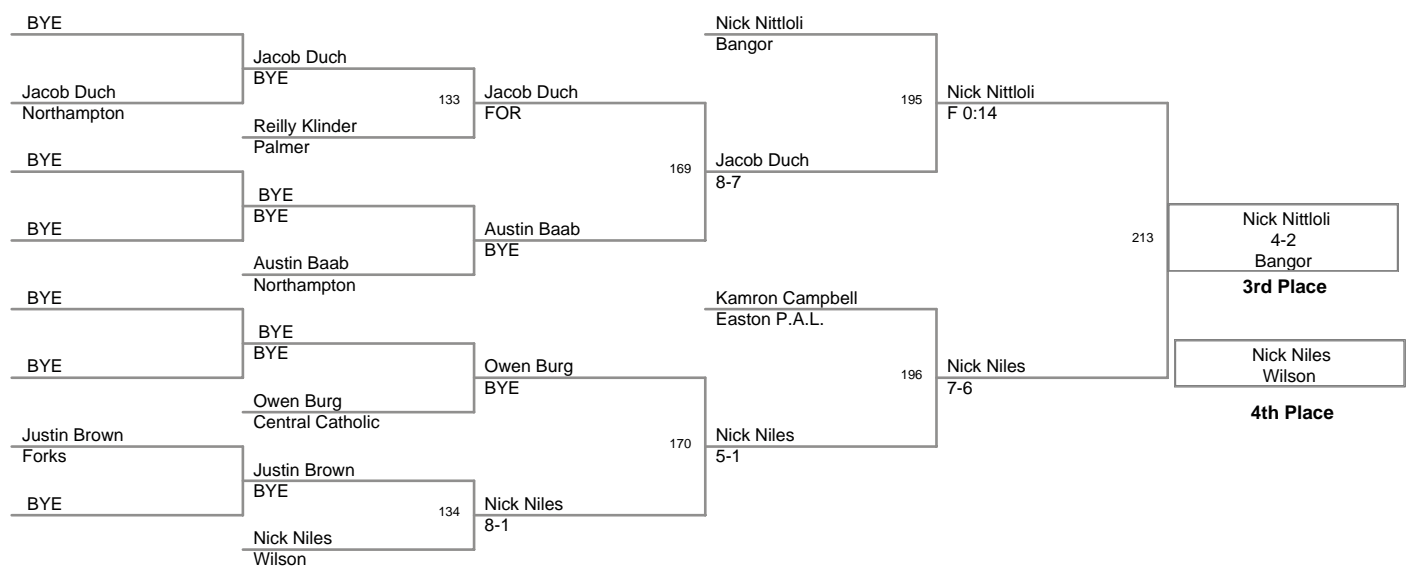 BYE
Jacob Duch
Northampton
BYE
BYE
BYE
BYE
Justin Brown
Forks
BYE
Jacob Duch
BYE
133
Reilly Klinder
Palmer
BYE
BYE
Austin Baab
Northampton
BYE
BYE
Owen Burg
Central Catholic
Justin Brown
BYE
134
Nick Niles
Wilson
Jacob Duch
FOR
169
Austin Baab
BYE
Owen Burg
BYE
170
Nick Niles
8-1
Nick Nittloli
Bangor
195
Jacob Duch
8-7
Kamron Campbell
Easton P.A.L.
196
Nick Niles
5-1
Nick Nittloli
F 0:14
213
Nick Niles
7-6
Nick Nittloli
4-2
Bangor
3rd Place
Nick Niles
Wilson
4th Place